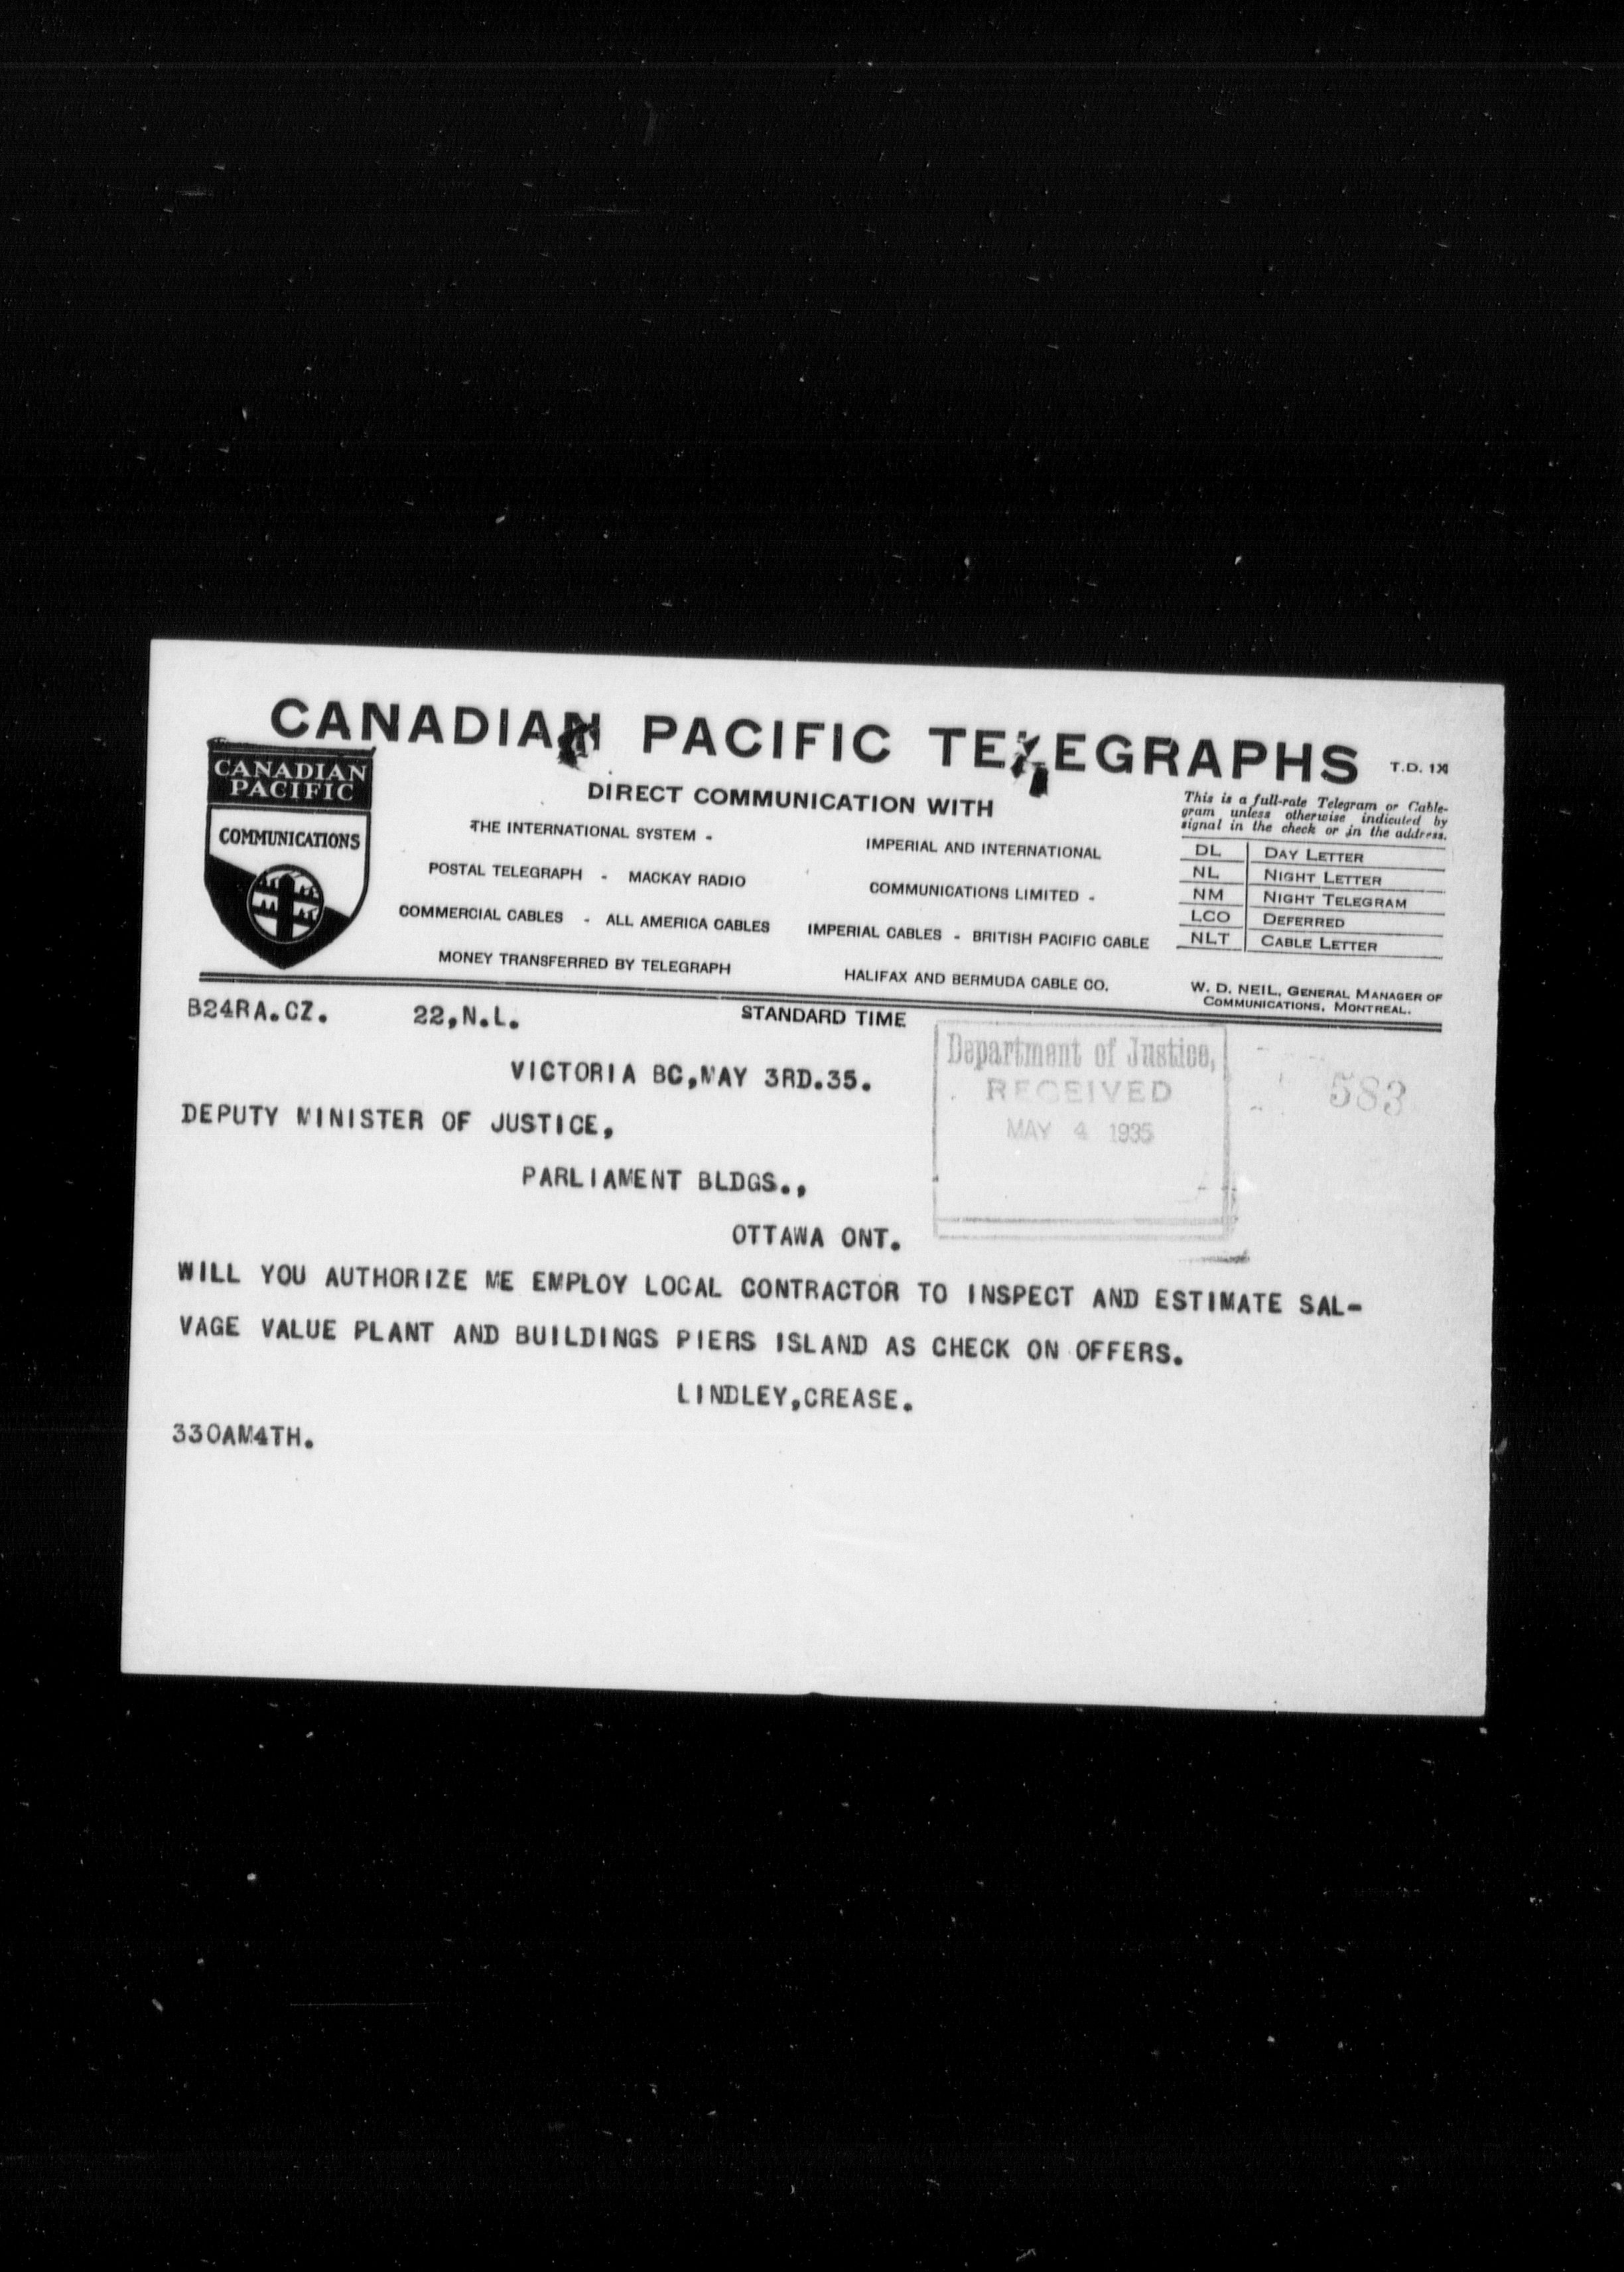 CANADIAN PACIFIC TELEGRAPHS
T.D. 1X
CANADIAN
PACIFIC
COMMUNICATIONS
DIRECT COMMUNICATION WITH
THE INTERNATIONAL SYSTEM -
POSTAL TELEGRAPH - MACKAY RADIO
COMMERCIAL CABLES - ALL AMERICA CABLES
MONEY TRANSFERRED BY TELEGRAPH
IMPERIAL AND INTERNATIONAL
COMMUNICATIONS LIMITED -
IMPERIAL CABLES - BRITISH PACIFIC CABLE
HALIFAX AND BERMUDA CABLE CO.
This is a full-rate Telegram or Cable-
gram unless otherwise indicated by
signal in the check or in the address.
DL DAY LETTER
NL NIGHT LETTER
NM NIGHT TELEGRAM
LCO DEFERRED
NLT CABLE LETTER
W. D. NEIL, GENERAL MANAGER OF
COMMUNICATIONS, MONTREAL.
B24RA.CZ. 22,N.L. STANDARD TIME
Department of Justice,
RECEIVED
MAY 4 1935
583
VICTORIA BC,MAY 3RD.35.
DEPUTY MINISTER OF JUSTICE,
PARLIAMENT BLDGS.,
OTTAWA ONT.
WILL YOU AUTHORIZE ME EMPLOY LOCAL CONTRACTOR TO INSPECT AND ESTIMATE SAL-
VAGE VALUE PLANT AND BUILDINGS PIERS ISLAND AS CHECK ON OFFERS.
LINDLEY,CREASE.
330AM4TH.